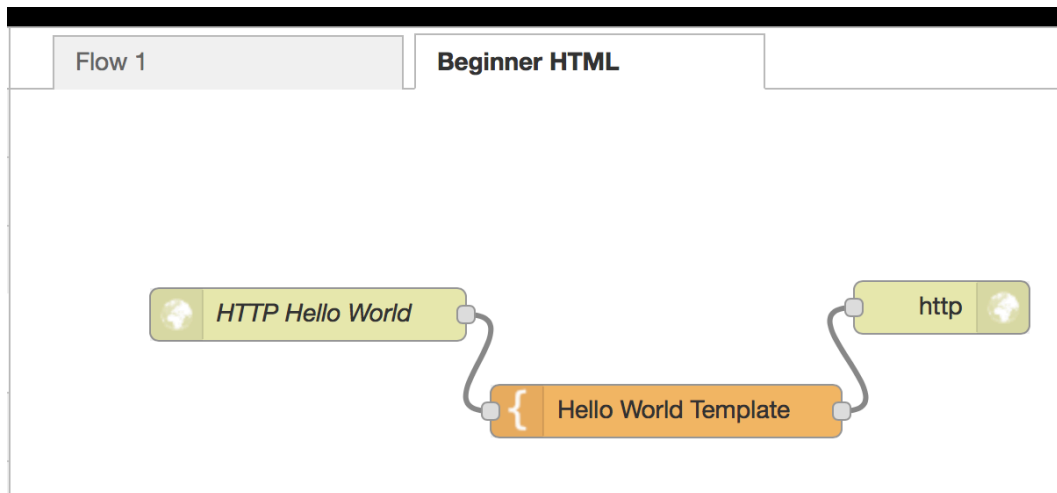 Flow 1
Beginner HTML
HTTP Hello World
http
{ Hello World Template